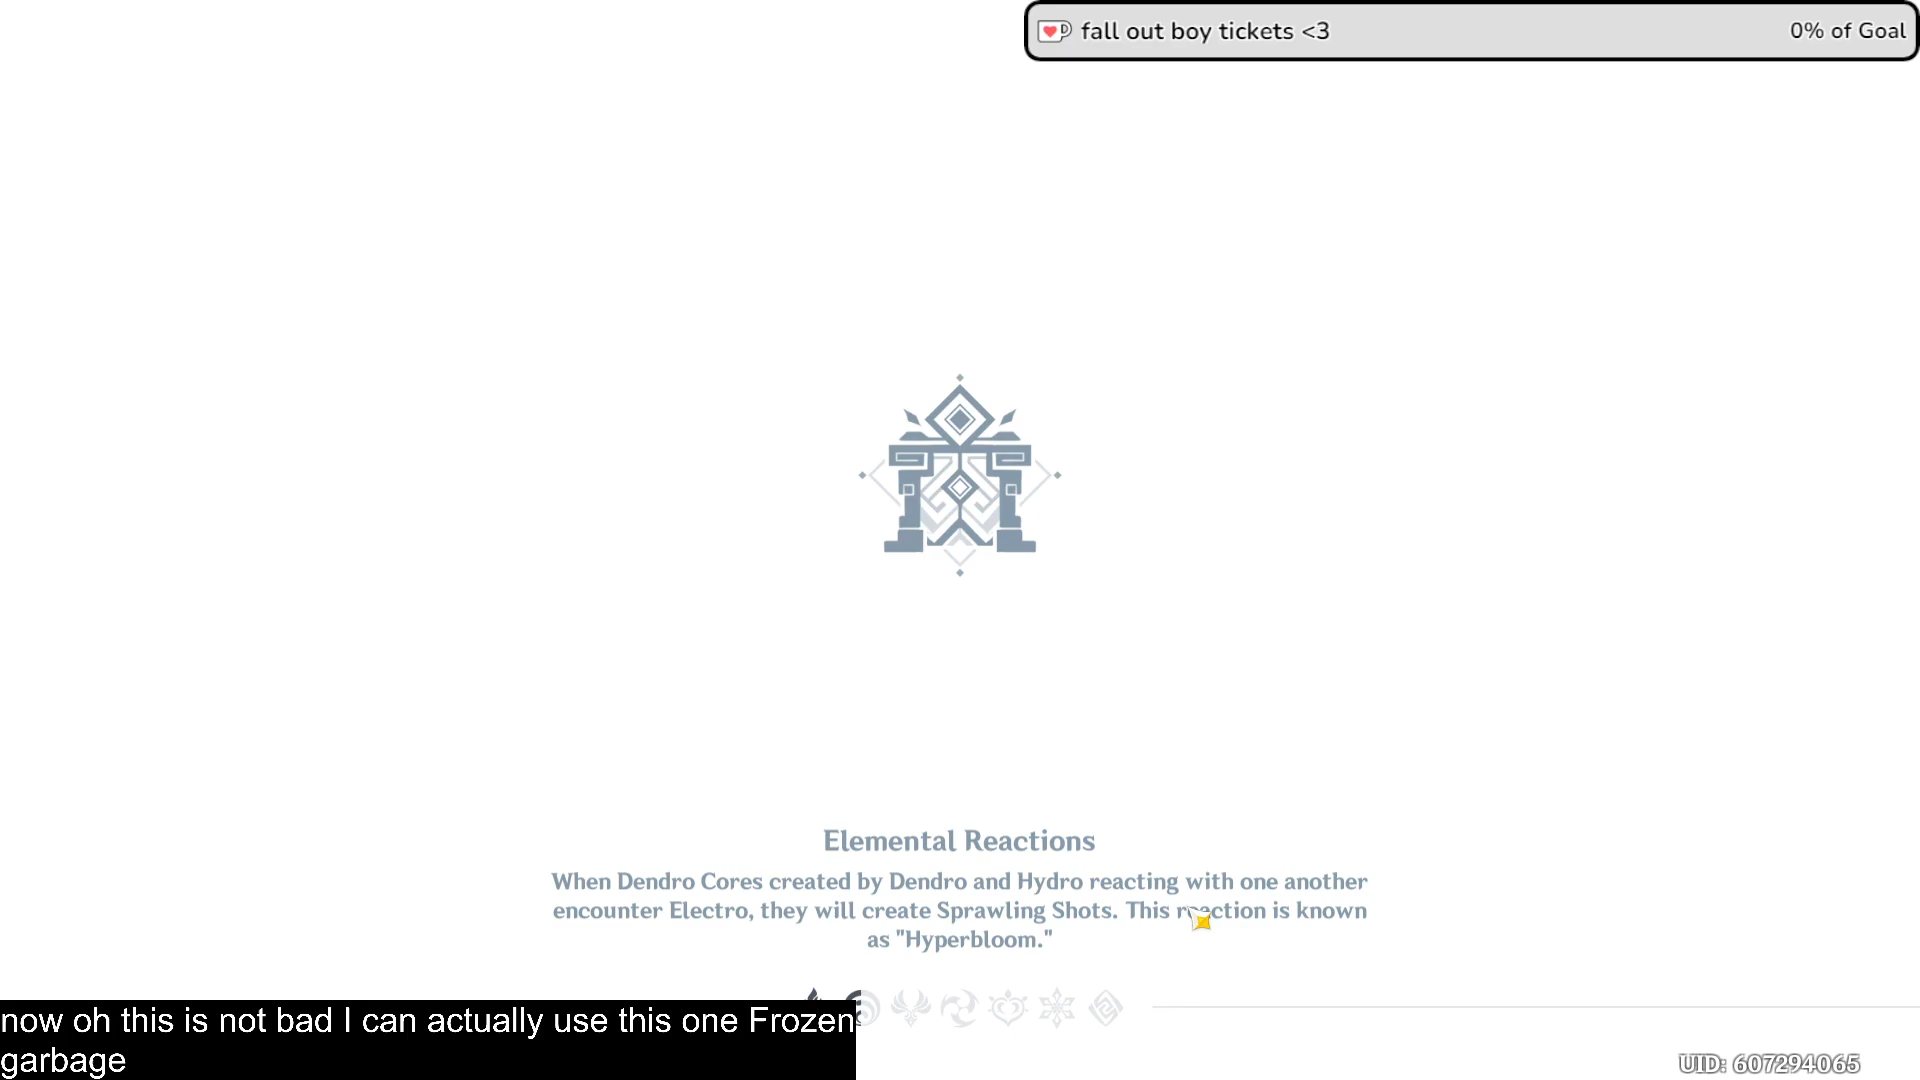 fall out boy tickets <3
0% of Goal
Elemental Reactions
When Dendro Cores created by Dendro and Hydro reacting with one another
encounter Electro, they will create Sprawling Shots. This reaction is known
as "Hyperbloom."
now oh this is not bad I can actually use this one Frozen
garbage
UID: 607294065